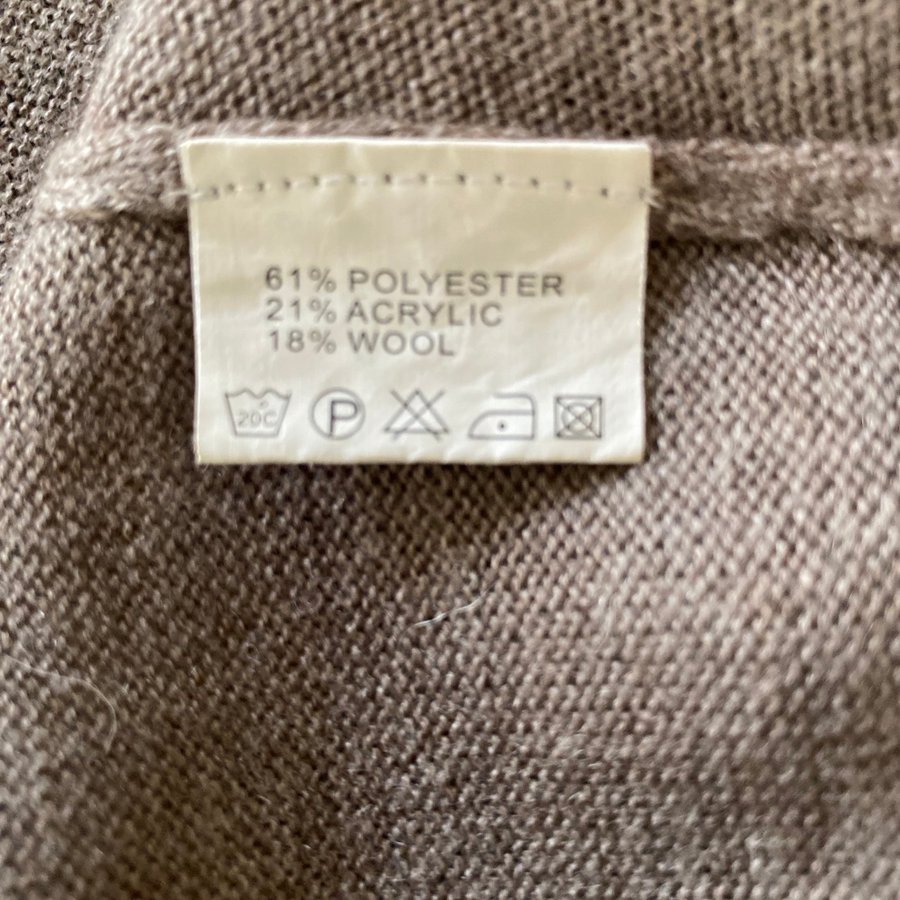 61% POLYESTER
21% ACRYLIC
18% WOOL
20C P